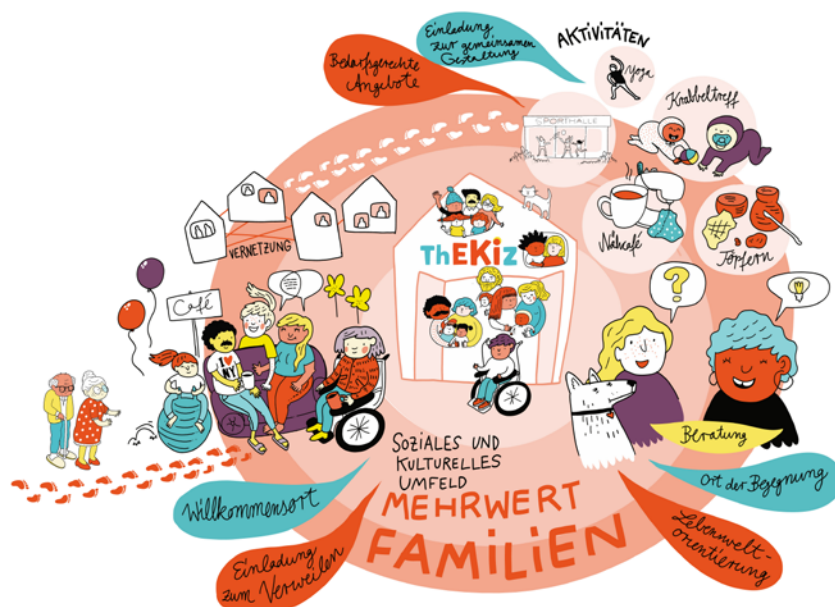 Einladung
zur gemeinsamen
Gestaltung
Bedarfsgerechte
Angebote
AKTIVITÄTEN
Yoga
Krabbeltreff
SPORTHALLE
Nähcafé
Töpfern
VERNETZUNG
ThEKiZ
Café
I ♥
NY
?
Beratung
SOZIALES UND
KULTURELLES
UMFELD
MEHRWERT
FAMILIEN
Willkommensort
Einladung
zum Verweilen
Ort der Begegnung
Lebenswelt-
orientierung